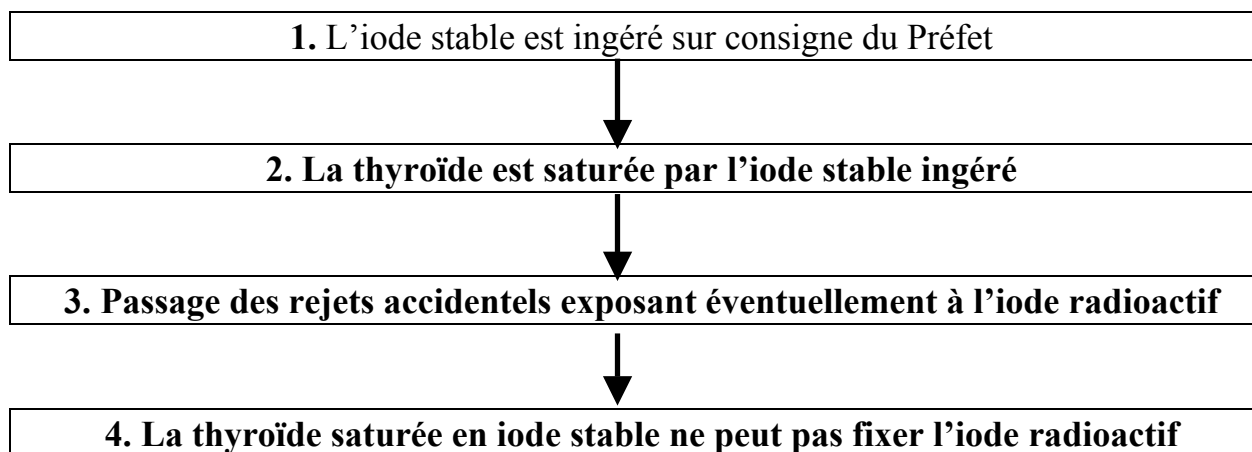 1. L’iode stable est ingéré sur consigne du Préfet
2. La thyroïde est saturée par l’iode stable ingéré
3. Passage des rejets accidentels exposant éventuellement à l’iode radioactif
4. La thyroïde saturée en iode stable ne peut pas fixer l’iode radioactif